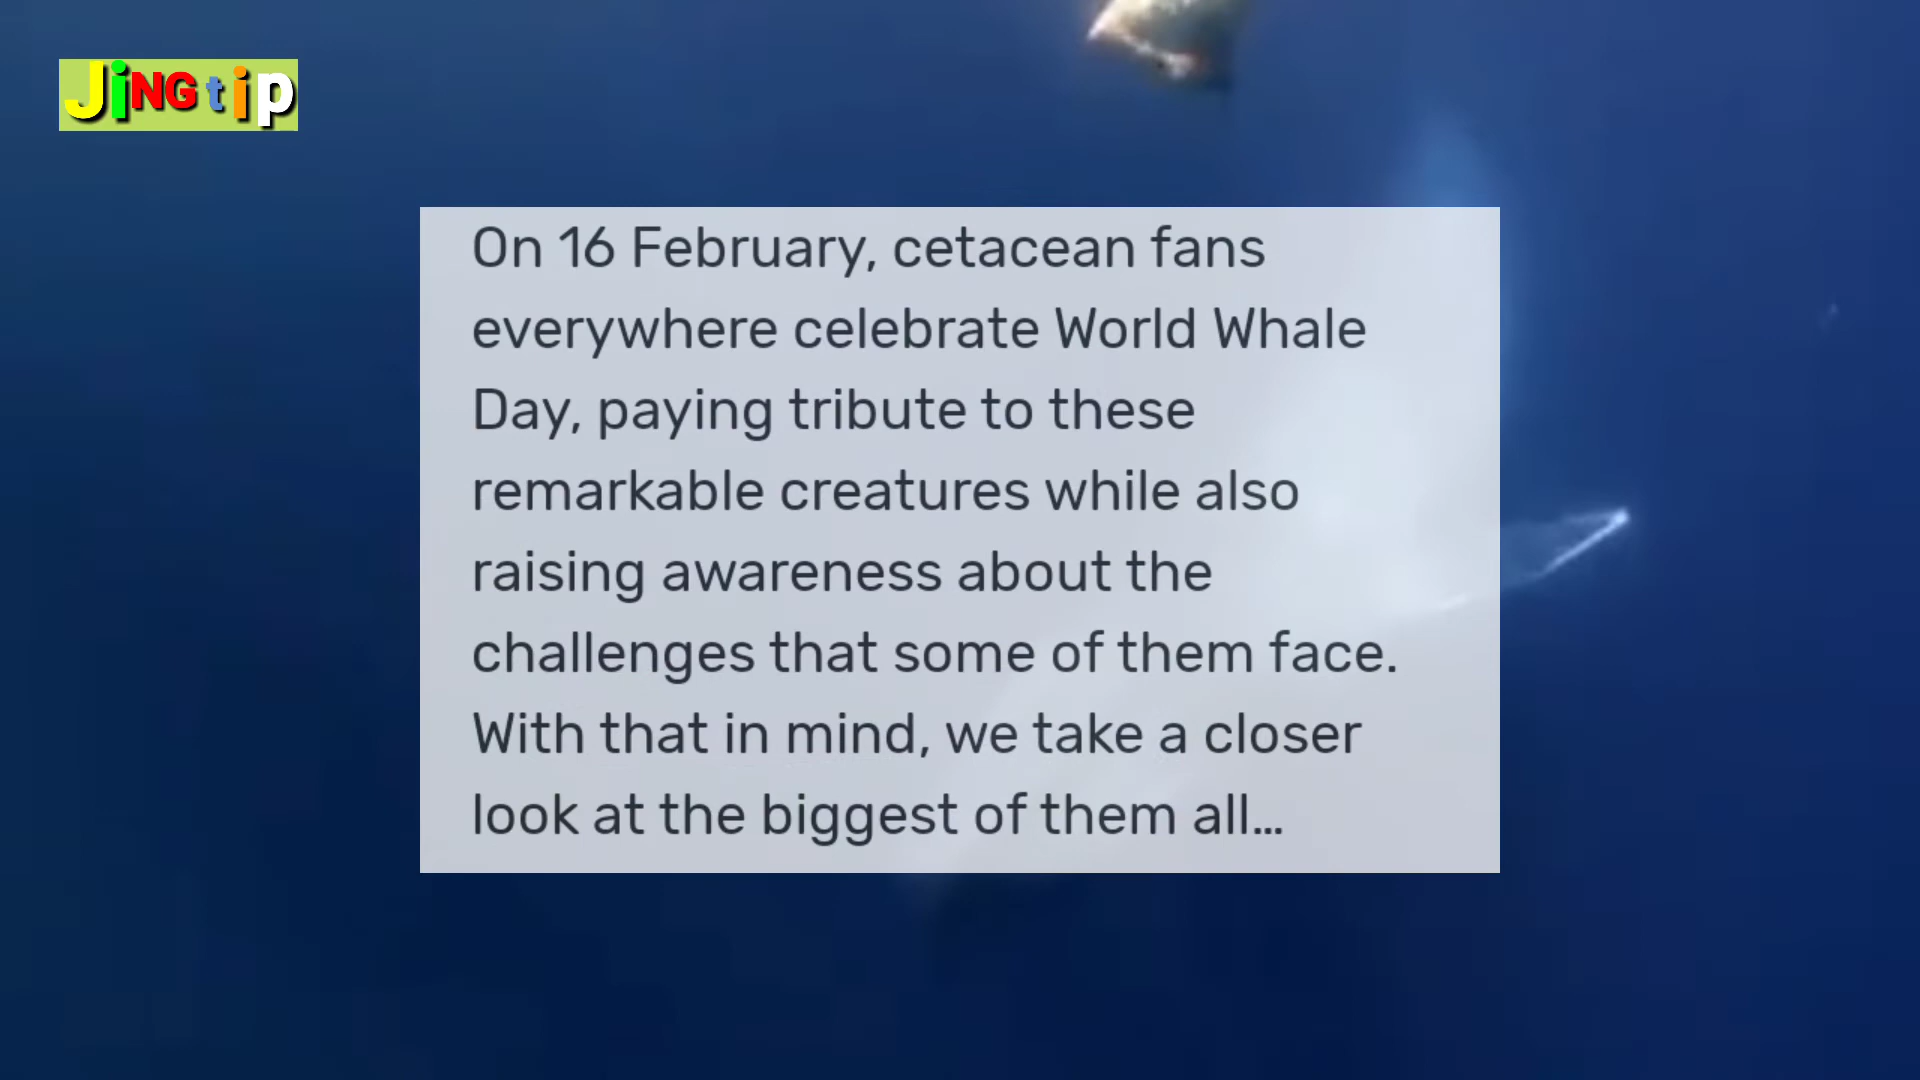 JiNG tip
On 16 February, cetacean fans
everywhere celebrate World Whale
Day, paying tribute to these
remarkable creatures while also
raising awareness about the
challenges that some of them face.
With that in mind, we take a closer
look at the biggest of them all...